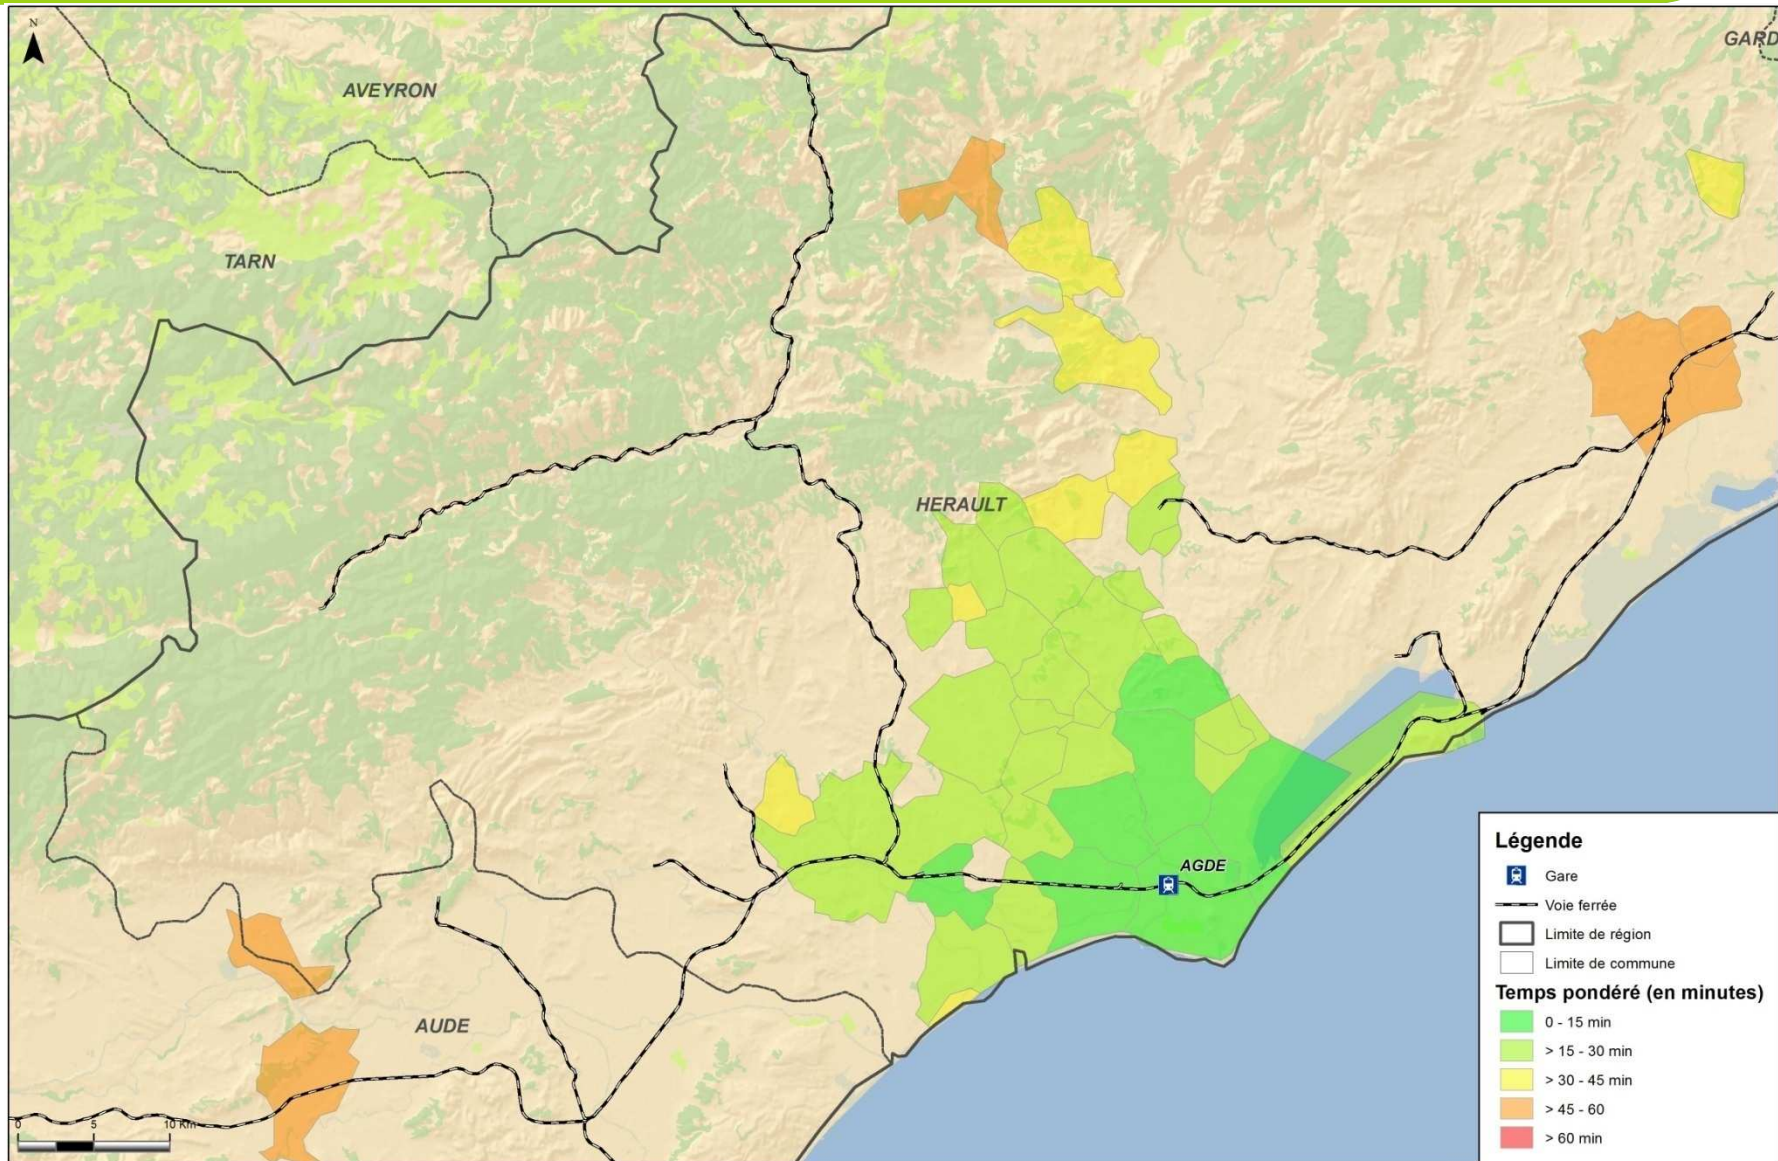 N
GARD
AVEYRON
TARN
HERAULT
AGDE
AUDE
0 5 10 Km
Légende
Gare
Voie ferrée
Limite de région
Limite de commune
Temps pondéré (en minutes)
0 - 15 min
> 15 - 30 min
> 30 - 45 min
> 45 - 60
> 60 min